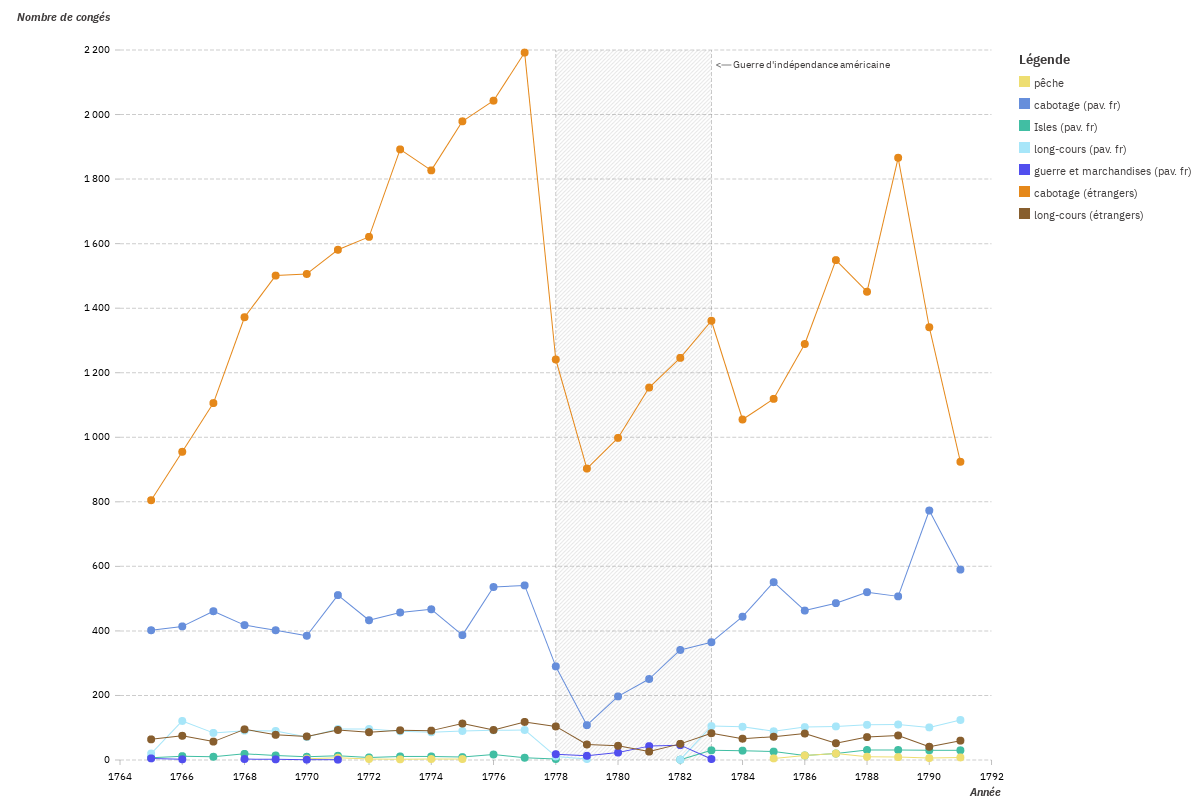 Nombre de congés
2 200
2 000
1 800
1 600
1 400
1 200
1 000
800
600
400
200
0
<— Guerre d'indépendance américaine
1764 1766 1768 1770 1772 1774 1776 1778 1780 1782 1784 1786 1788 1790 1792
Année
Légende
pêche
cabotage (pav. fr)
Isles (pav. fr)
long-cours (pav. fr)
guerre et marchandises (pav. fr)
cabotage (étrangers)
long-cours (étrangers)